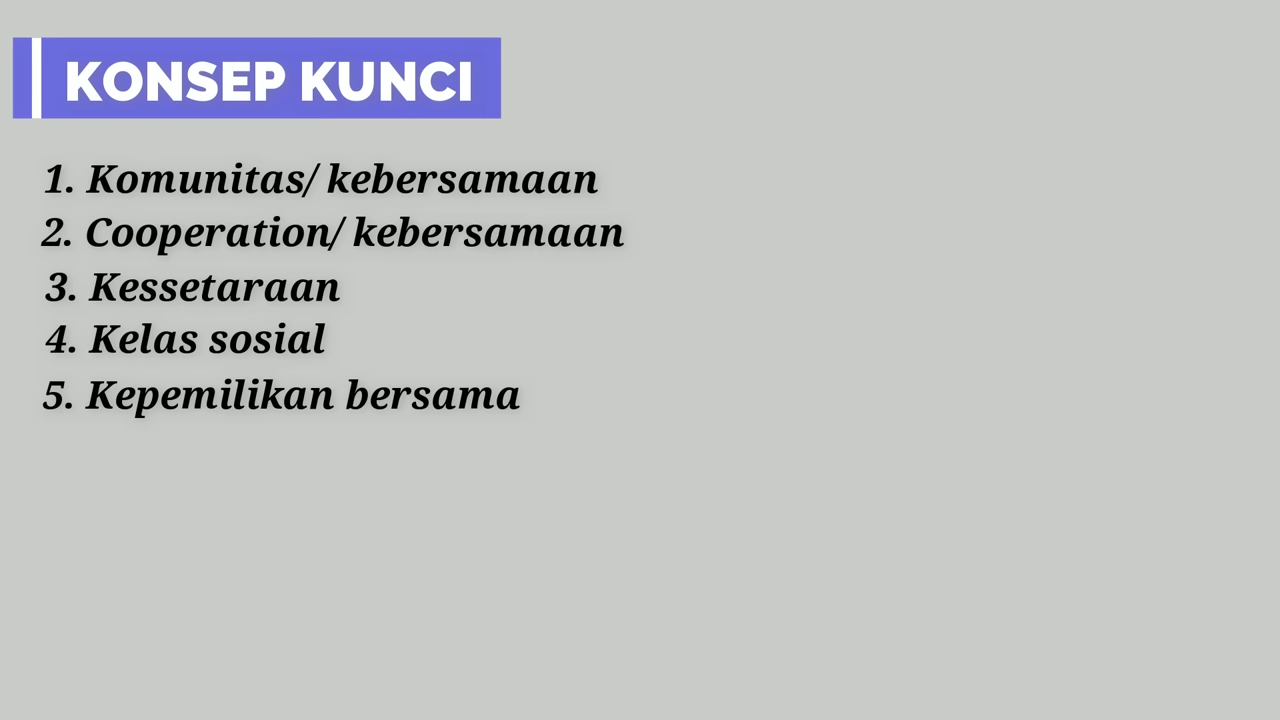 KONSEP KUNCI
1. Komunitas/ kebersamaan
2. Cooperation/ kebersamaan
3. Kessetaraan
4. Kelas sosial
5. Kepemilikan bersama